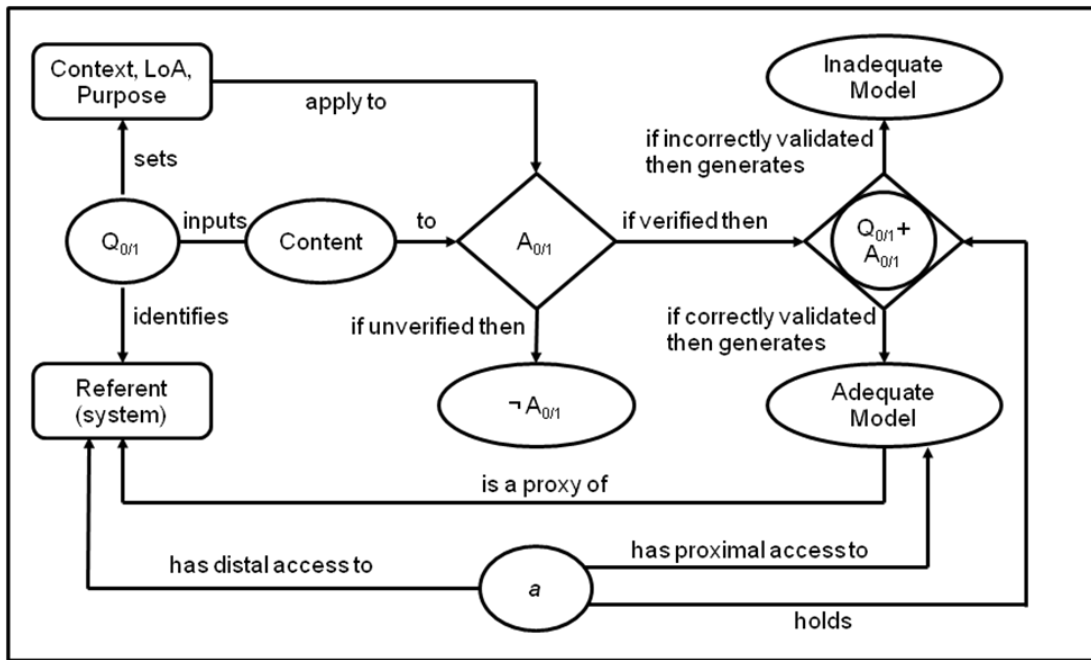 Context, LoA,
Purpose
apply to
Inadequate
Model
sets
if incorrectly validated
then generates
Q0/1
inputs
Content
to
A0/1
if verified then
Q0/1 +
A0/1
identifies
if unverified then
if correctly validated
then generates
Referent
(system)
¬ A0/1
Adequate
Model
is a proxy of
has distal access to
a
has proximal access to
holds